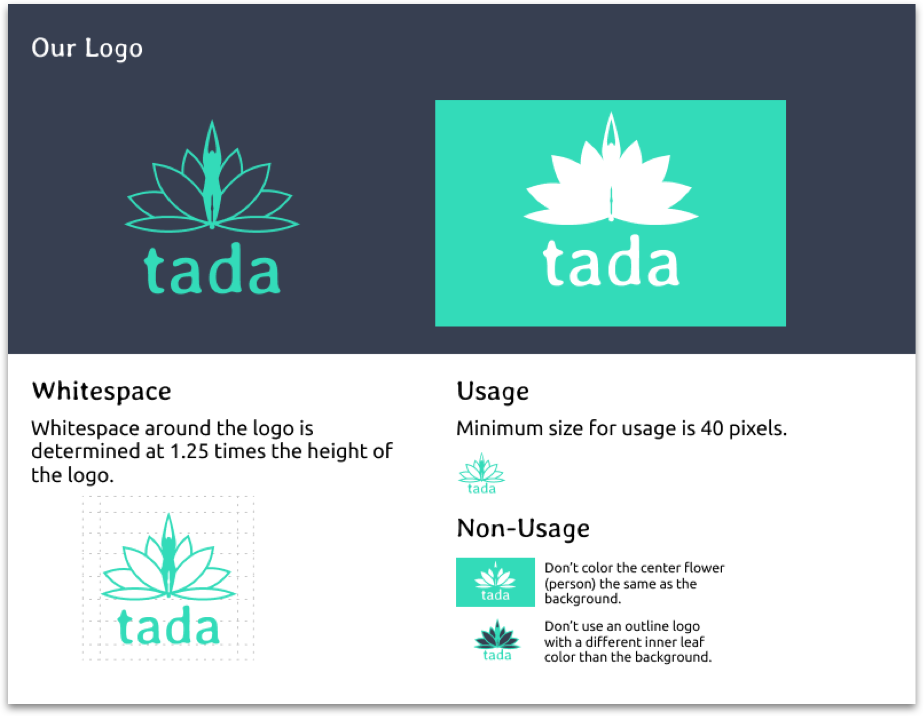 Our Logo
tada
tada
Whitespace
Whitespace around the logo is
determined at 1.25 times the height of
the logo.
tada
Usage
Minimum size for usage is 40 pixels.
tada
Non-Usage
tada
Don't color the center flower
(person) the same as the
background.
tada
Don't use an outline logo
with a different inner leaf
color than the background.